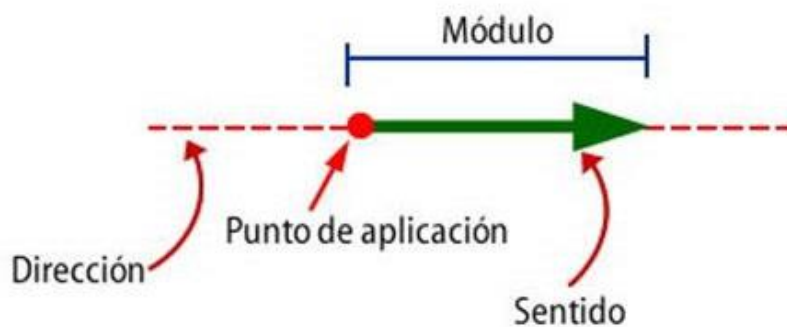 Módulo
Punto de aplicación
Dirección
Sentido